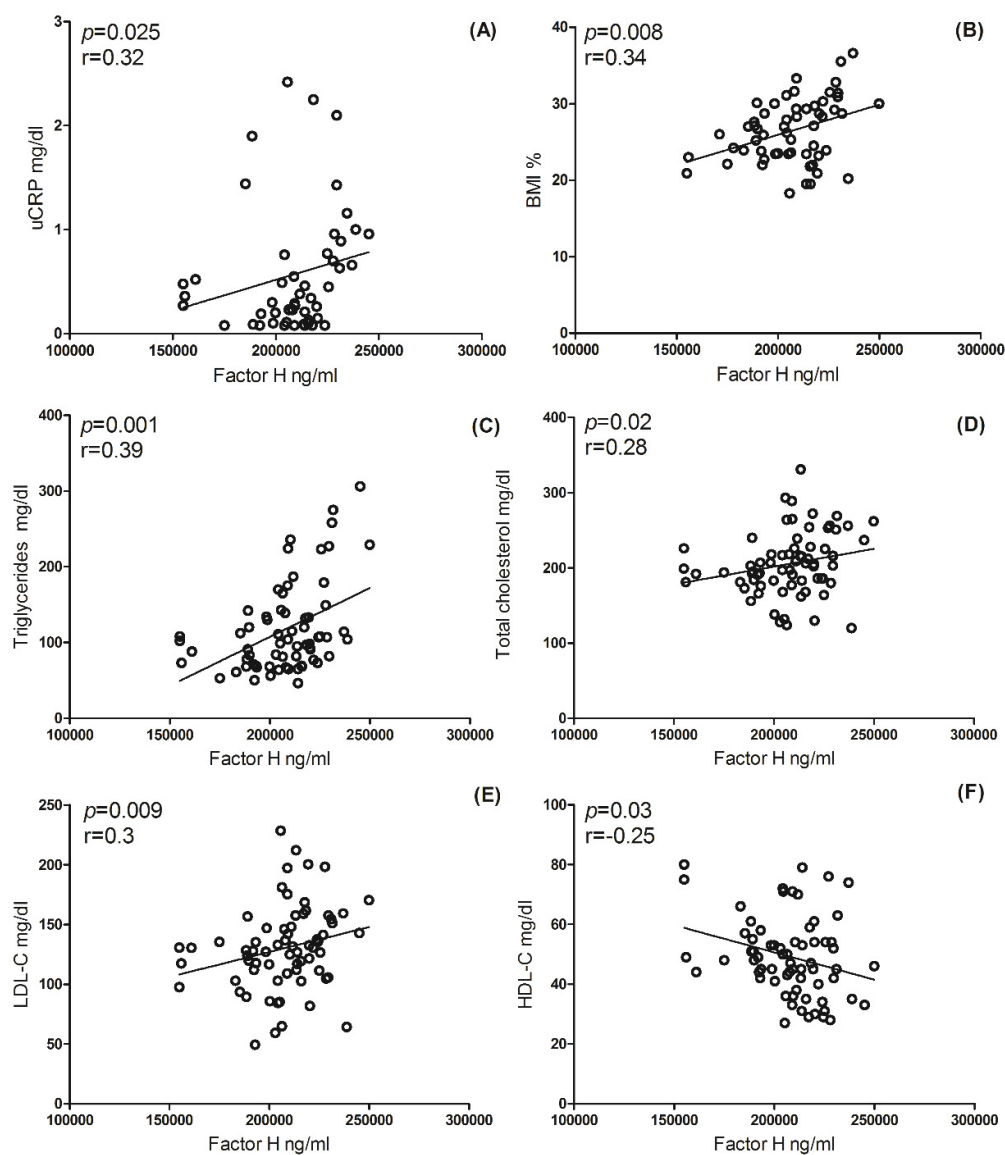 p=0.025
r=0.32
(A)
3
2
1
0
uCRP mg/dl
100000 150000 200000 250000 300000
Factor H ng/ml
p=0.008
r=0.34
(B)
40
30
20
10
0
BMI %
100000 150000 200000 250000 300000
Factor H ng/ml
p=0.001
r=0.39
(C)
400
300
200
100
0
Triglycerides mg/dl
100000 150000 200000 250000 300000
Factor H ng/ml
p=0.02
r=0.28
(D)
400
300
200
100
0
Total cholesterol mg/dl
100000 150000 200000 250000 300000
Factor H ng/ml
p=0.009
r=0.3
(E)
250
200
150
100
50
0
LDL-C mg/dl
100000 150000 200000 250000 300000
Factor H ng/ml
p=0.03
r=-0.25
(F)
100
80
60
40
20
0
HDL-C mg/dl
100000 150000 200000 250000 300000
Factor H ng/ml